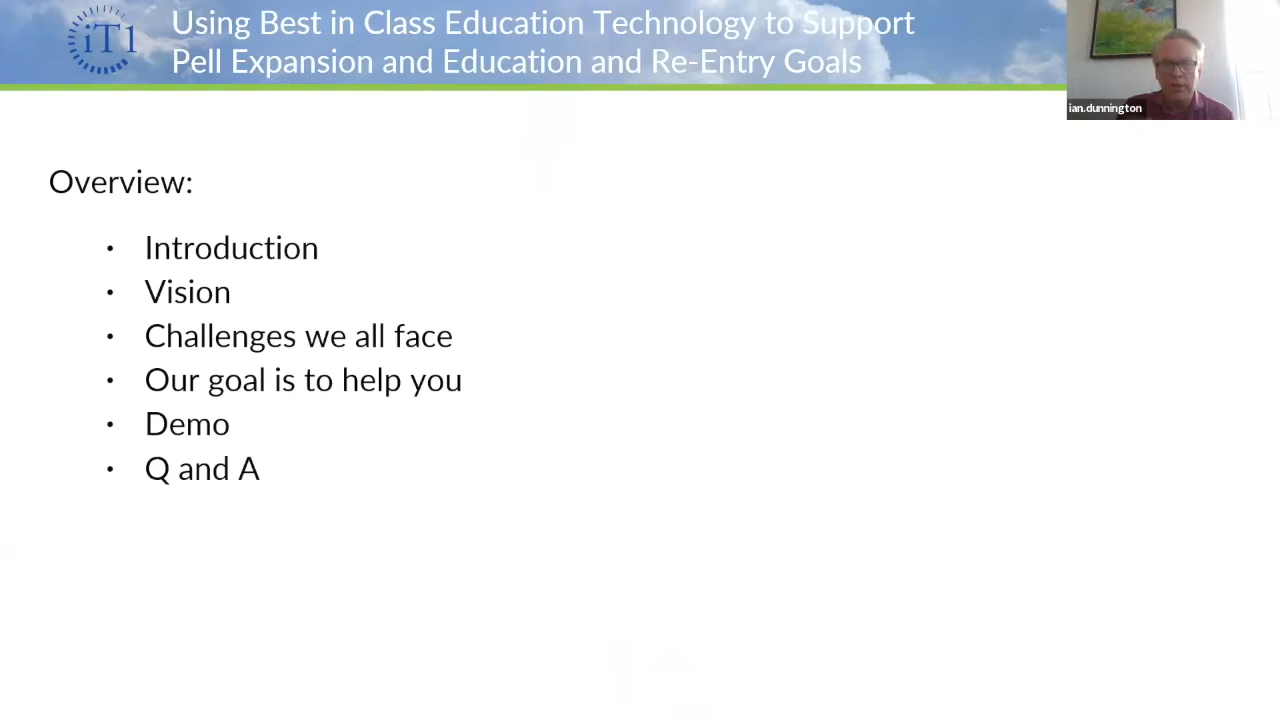 iT1
Using Best in Class Education Technology to Support
Pell Expansion and Education and Re-Entry Goals
ian.dunnington
Overview:
· Introduction
· Vision
· Challenges we all face
· Our goal is to help you
· Demo
· Q and A